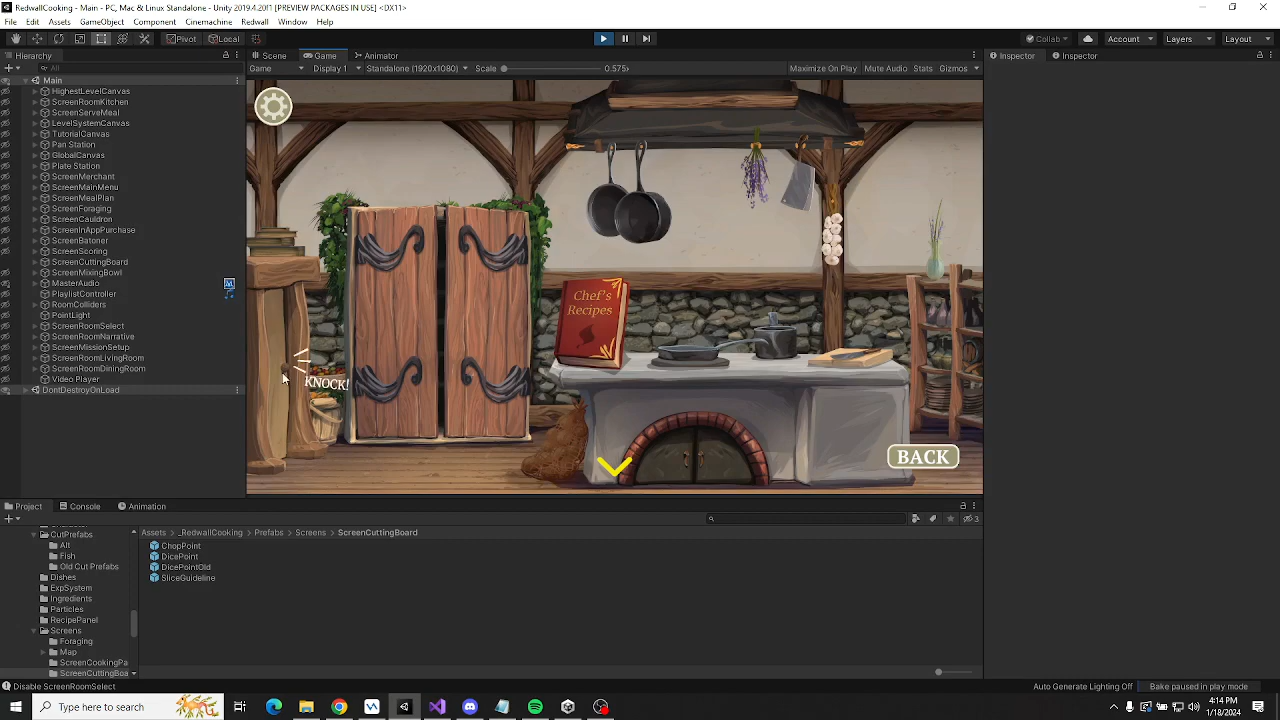 RedwallCooking - Main - PC, Mac & Linux Standalone - Unity 2019.4.20f1 [PREVIEW PACKAGES IN USE] <DX11>
File Edit Assets GameObject Component Tools Redwall Window Help
Pivot Local Collab Account Layers Layout
Hierarchy Scene Game Animator Inspector Inspector
All Game Display 1 Standalone (1920x1080) Scale 0.575x Maximize On Play Mute Audio Stats Gizmos
Main
HighestLevelCanvas
ScreenRoomKitchen
ScreenServeMeal
LevelSystemCanvas
TutorialCanvas
Pan Station
GlobalCanvas
Plate Station
ScreenMerchant
ScreenMainMenu
ScreenMealPlan
ScreenForaging
ScreenCauldron
ScreenInAppPurchase
ScreenBatoner
ScreenScoring
ScreenCuttingBoard
ScreenMixingBowl
MasterAudio
PlaylistController
RoomColliders
PointLight
ScreenRoomSelect
ScreenRoomNarrative
ScreenMissionSetup
ScreenRoomLivingRoom
ScreenRoomDiningRoom
Video Player
DontDestroyOnLoad
Chef's
Recipes
KNOCK!
BACK
Project Console Animation
3
Assets > _RedwallCooking > Prefabs > Screens > ScreenCuttingBoard
CutPrefabs
Alt
Fish
Old Cut Prefabs
Dishes
ExpSystem
Ingredients
Particles
RecipePanel
Screens
Foraging
Map
ScreenCookingPa
ScreenCuttingBoa
ChopPoint
DicePoint
DicePointOld
SliceGuideline
Disable ScreenRoomSelect
Auto Generate Lighting Off Bake paused in play mode
Type here to search
4:14 PM
1/18/2024